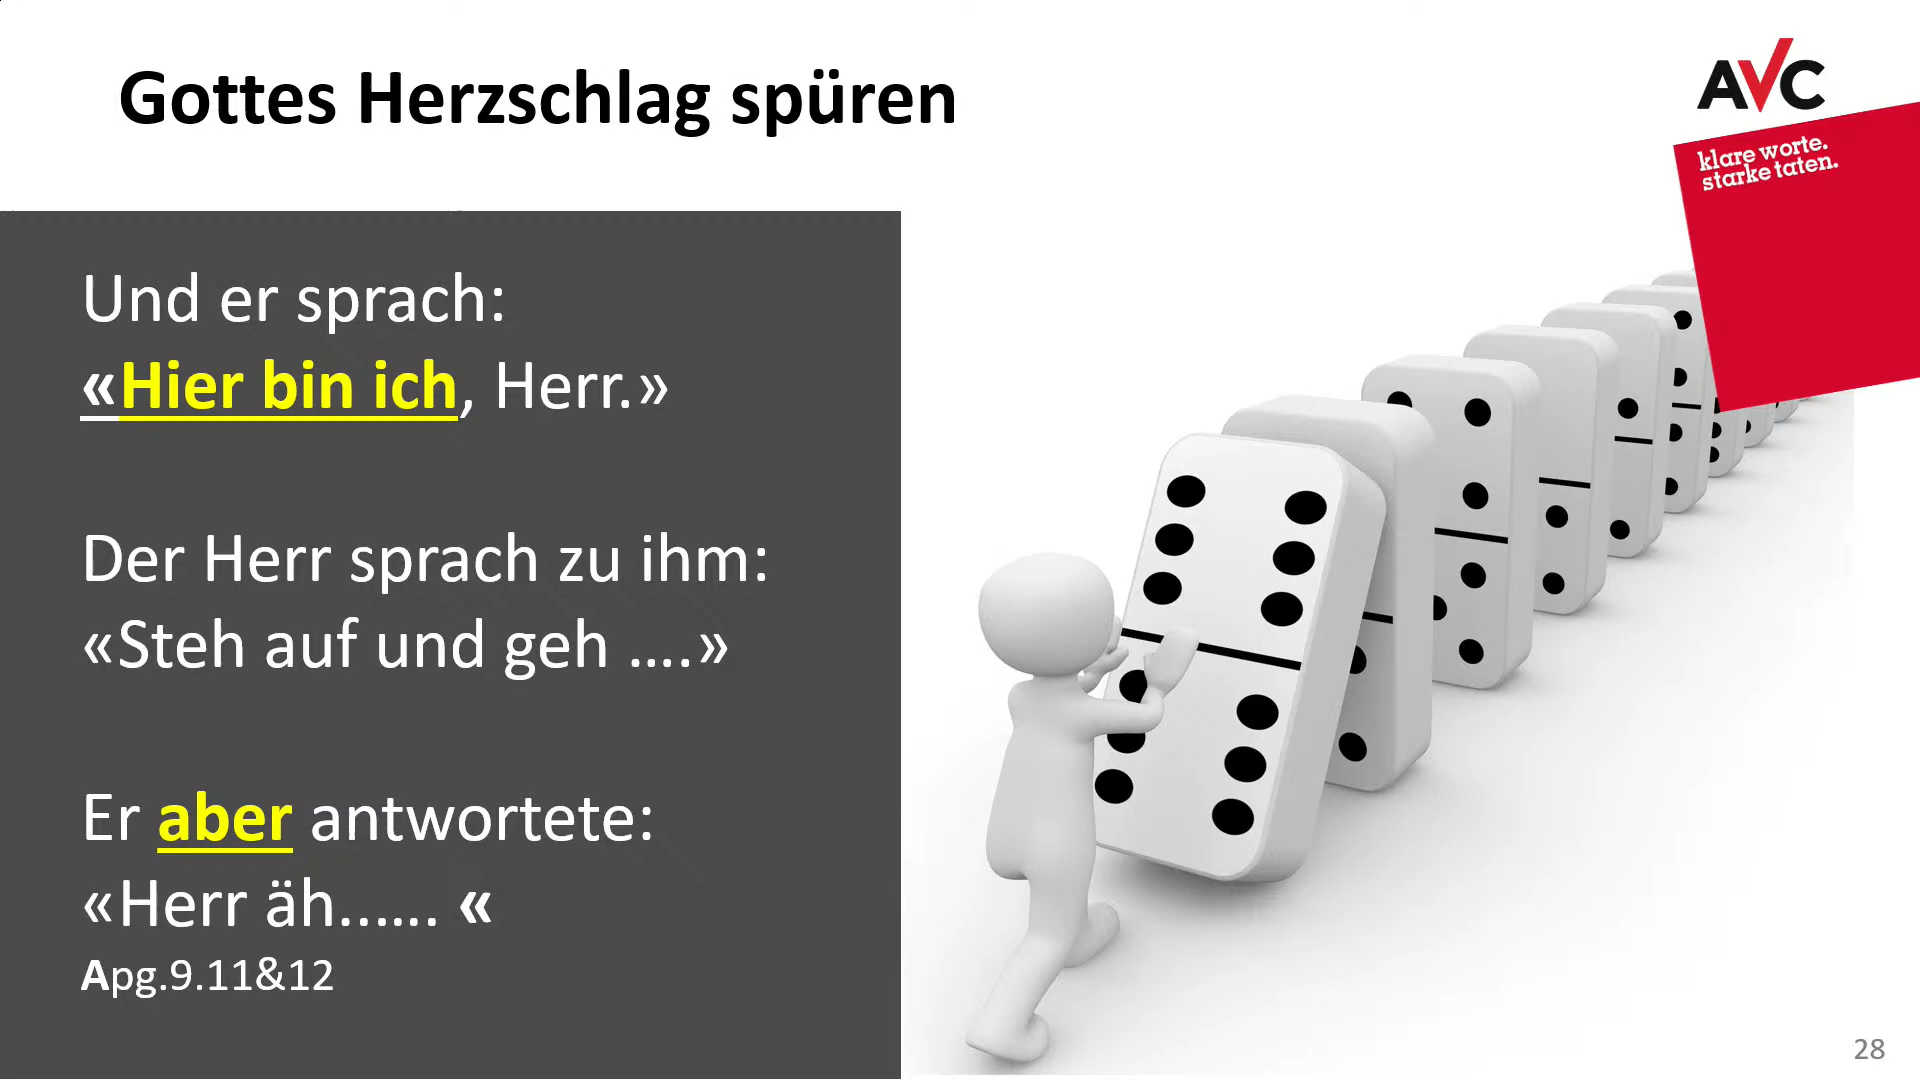 Gottes Herzschlag spüren
AVC
klare worte.
starke taten.
Und er sprach:
«Hier bin ich, Herr.»
Der Herr sprach zu ihm:
«Steh auf und geh ….»
Er aber antwortete:
«Herr äh…... «
Apg.9.11&12
28